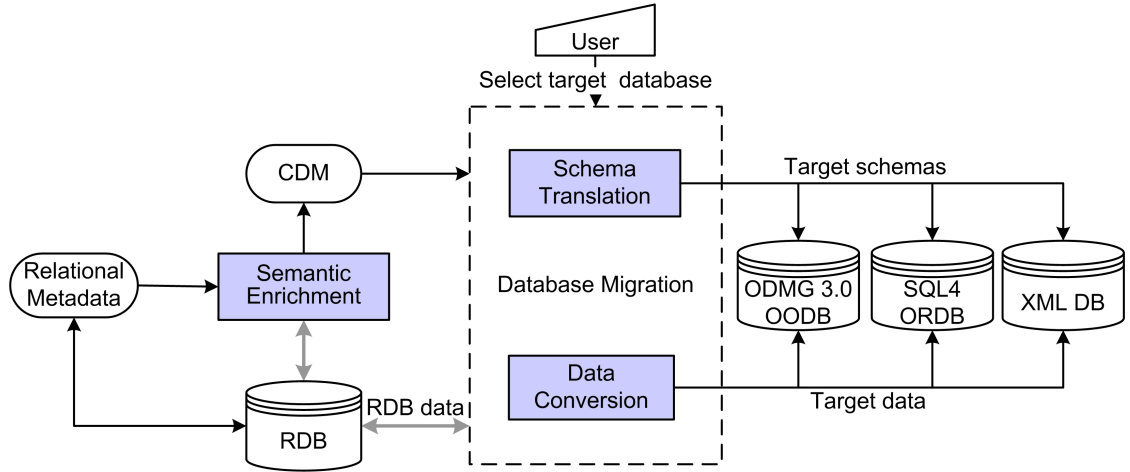 User
Select target database
CDM
Schema
Translation
Target schemas
Relational
Metadata
Semantic
Enrichment
Database Migration
ODMG 3.0
OODB
SQL4
ORDB
XML DB
RDB
RDB data
Data
Conversion
Target data